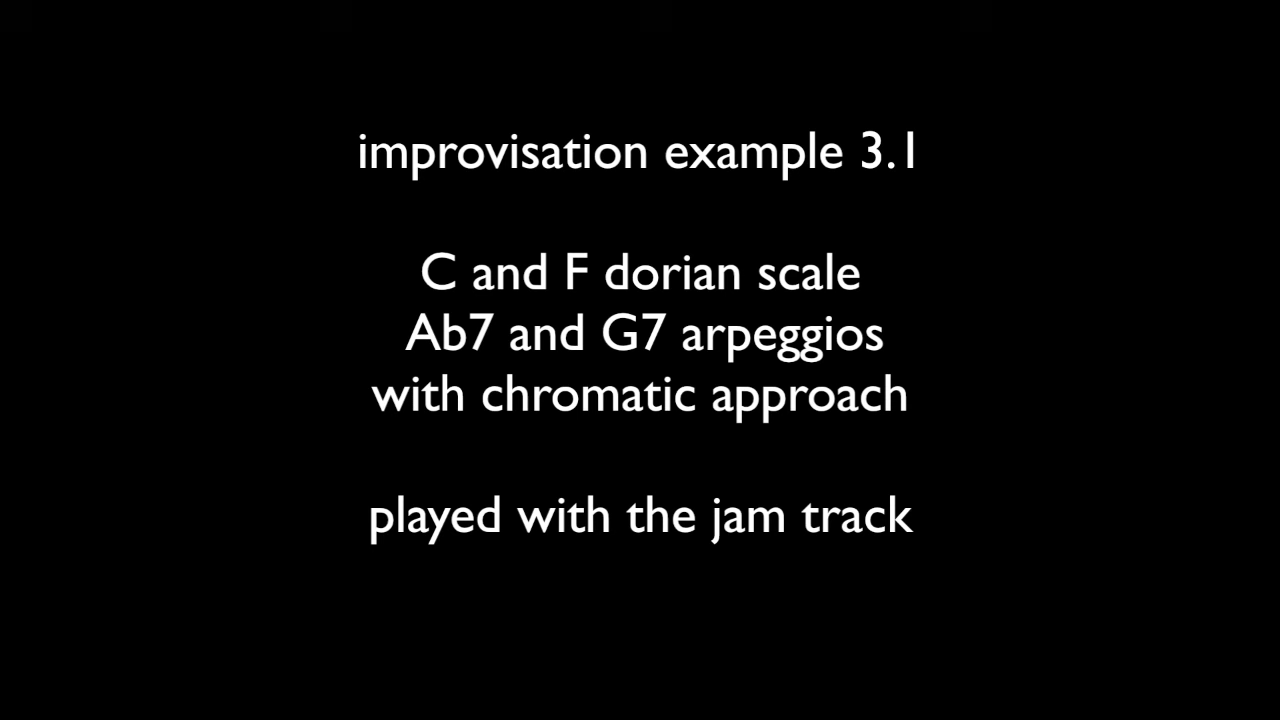 improvisation example 3.1
C and F dorian scale
Ab7 and G7 arpeggios
with chromatic approach
played with the jam track